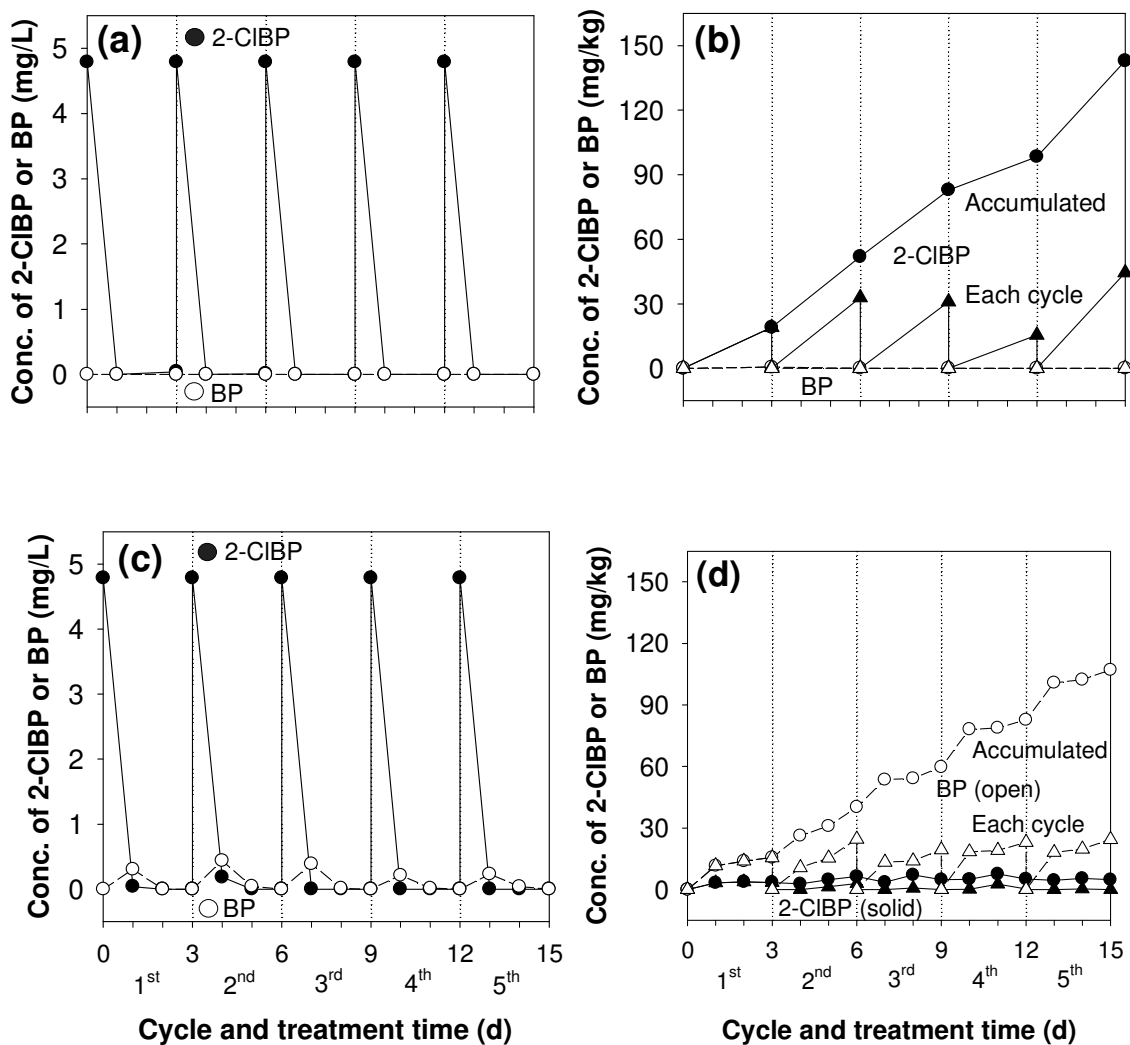 (a)
2-ClBP
Conc. of 2-ClBP or BP (mg/L)
5
4
3
2
1
0
BP
(b)
Conc. of 2-ClBP or BP (mg/kg)
150
120
90
60
30
0
Accumulated
2-ClBP
Each cycle
BP
(c)
2-ClBP
Conc. of 2-ClBP or BP (mg/L)
5
4
3
2
1
0
BP
0 3 6 9 12 15
1st 2nd 3rd 4th 5th
Cycle and treatment time (d)
(d)
Conc. of 2-ClBP or BP (mg/kg)
150
120
90
60
30
0
Accumulated
BP (open)
Each cycle
2-ClBP (solid)
0 3 6 9 12 15
1st 2nd 3rd 4th 5th
Cycle and treatment time (d)